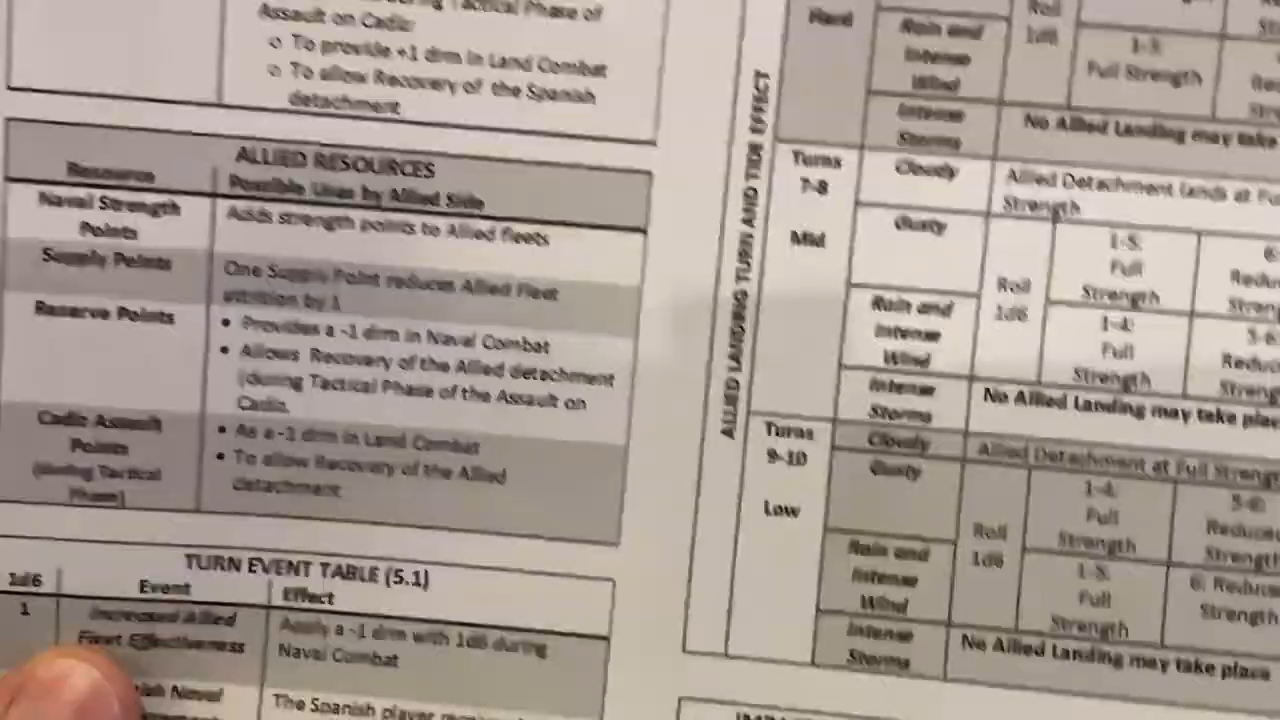 Tactical Phase of
Assault on Cadiz:
o To provide +1 drm in Land Combat
o To allow Recovery of the Spanish
detachment
ALLIED RESOURCES
Resource
Possible Uses by Allied Side
Naval Strength
Points
Adds strength points to Allied fleets
Supply Points
One Supply Point reduces Allied Fleet
attrition by 1
Reserve Points
• Provides a -1 drm in Naval Combat
• Allows Recovery of the Allied detachment
(during Tactical Phase of the Assault on
Cadiz.
Cadiz Assault
Points
(during Tactical
Phase)
• As a -1 drm in Land Combat
• To allow Recovery of the Allied
detachment
TURN EVENT TABLE (5.1)
1d6
Event
Effect
1
Increased Allied
Fleet Effectiveness
Apply a -1 drm with 1d6 during
Naval Combat
Naval
The Spanish player
ALLIED LANDING TURN AND TIDE EFFECT
Hard
Rain and
Intense
Wind
Roll
1d6
1-3:
Full Strength
Intense
Storms
No Allied Landing may take
Turns
7-8
Mid
Cloudy
Allied Detachment lands at
Strength
Gusty
Roll
1d6
1-5:
Full
Strength
6:
Rain and
Intense
Wind
1-4:
Full
Strength
5-6:
Intense
Storms
No Allied Landing may take
Turns
9-10
Low
Cloudy
Allied Detachment at Full Strength
Gusty
Roll
1d6
1-4:
Full
Strength
5-6:
Strength
Rain and
Intense
Wind
1-5:
Full
Strength
6:
Strength
Intense
Storms
No Allied Landing may take place